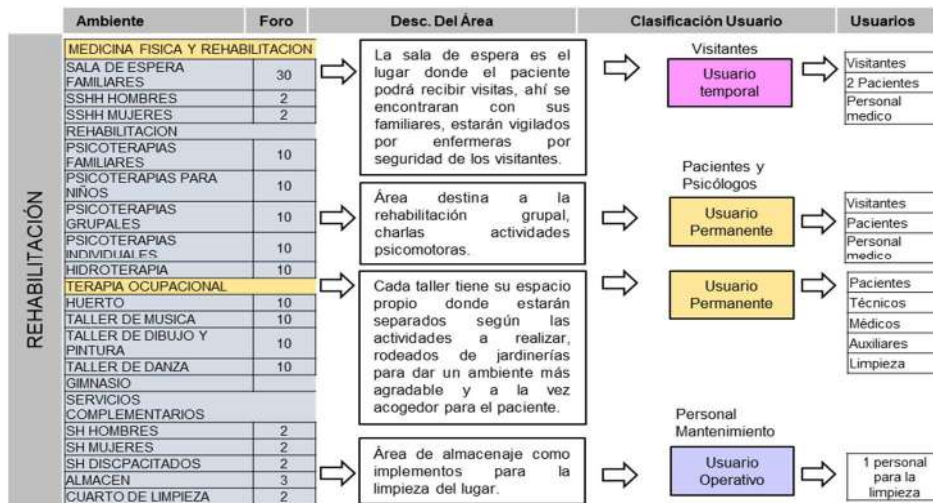 Ambiente Foro Desc. Del Área Clasificación Usuario Usuarios
REHABILITACIÓN
MEDICINA FISICA Y REHABILITACION
SALA DE ESPERA
FAMILIARES 30
SSHH HOMBRES 2
SSHH MUJERES 2
REHABILITACION
PSICOTERAPIAS
FAMILIARES 10
PSICOTERAPIAS PARA
NIÑOS 10
PSICOTERAPIAS
GRUPALES 10
PSICOTERAPIAS
INDIVIDUALES 10
HIDROTERAPIA 10
TERAPIA OCUPACIONAL
HUERTO 10
TALLER DE MUSICA 10
TALLER DE DIBUJO Y
PINTURA 10
TALLER DE DANZA 10
GIMNASIO
SERVICIOS
COMPLEMENTARIOS
SH HOMBRES 2
SH MUJERES 2
SH DISCPACITADOS 2
ALMACEN 3
CUARTO DE LIMPIEZA 2
La sala de espera es el
lugar donde el paciente
podrá recibir visitas, ahí se
encontraran con sus
familiares, estarán vigilados
por enfermeras por
seguridad de los visitantes.
Visitantes
Usuario
temporal
Visitantes
2 Pacientes
Personal
medico
Área destina a la
rehabilitación grupal,
charlas actividades
psicomotoras.
Pacientes y
Psicólogos
Usuario
Permanente
Visitantes
Pacientes
Personal
medico
Cada taller tiene su espacio
propio donde estarán
separados según las
actividades a realizar,
rodeados de jardinerías
para dar un ambiente más
agradable y a la vez
acogedor para el paciente.
Usuario
Permanente
Pacientes
Técnicos
Médicos
Auxiliares
Limpieza
Área de almacenaje como
implementos para la
limpieza del lugar.
Personal
Mantenimiento
Usuario
Operativo
1 personal
para la
limpieza